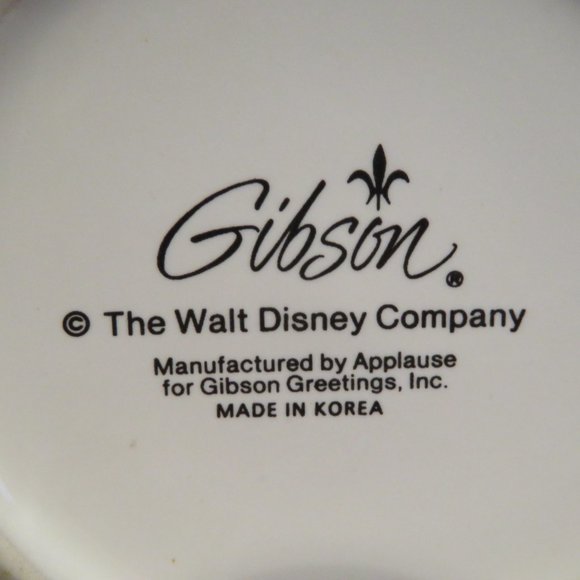 Gibson®
© The Walt Disney Company
Manufactured by Applause
for Gibson Greetings, Inc.
MADE IN KOREA